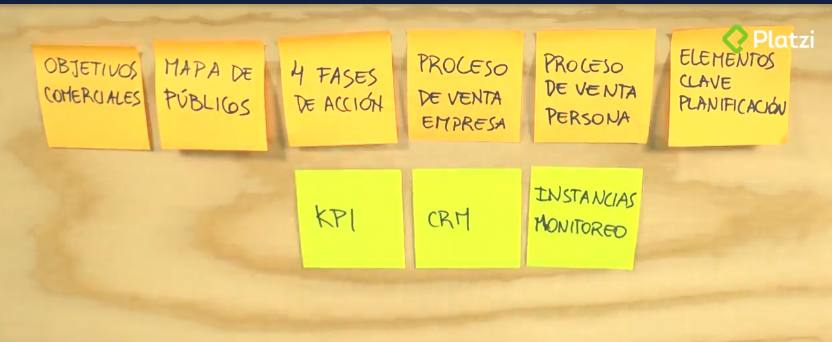 Platzi
OBJETIVOS
COMERCIALES
MAPA DE
PÚBLICOS
4 FASES
DE ACCIÓN
PROCESO
DE VENTA
EMPRESA
PROCESO
DE VENTA
PERSONA
ELEMENTOS
CLAVE
PLANIFICACIÓN
KPI
CRM
INSTANCIAS
MONITOREO